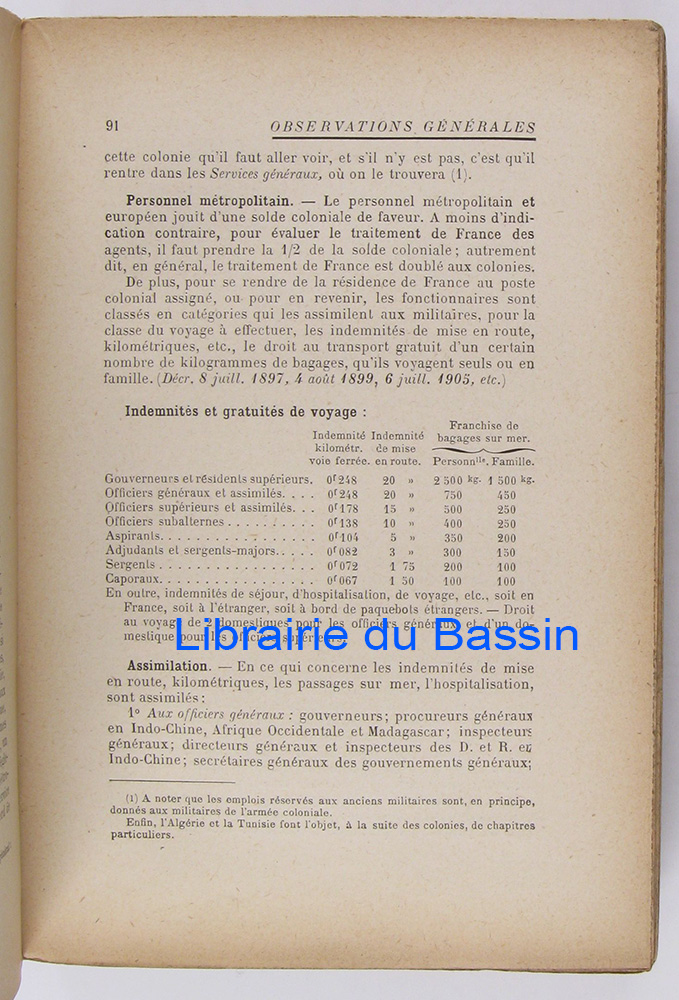 91 OBSERVATIONS GÉNÉRALES
cette colonie qu'il faut aller voir, et s'il n'y est pas, c'est qu'il
rentre dans les Services généraux, où on le trouvera (1).
Personnel métropolitain. — Le personnel métropolitain et
européen jouit d'une solde coloniale de faveur. A moins d'indi-
cation contraire, pour évaluer le traitement de France des
agents, il faut prendre la 1/2 de la solde coloniale; autrement
dit, en général, le traitement de France est doublé aux colonies.
De plus, pour se rendre de la résidence de France au poste
colonial assigné, ou pour en revenir, les fonctionnaires sont
classés en catégories qui les assimilent aux militaires, pour la
classe du voyage à effectuer, les indemnités de mise en route,
kilométriques, etc., le droit au transport gratuit d'un certain
nombre de kilogrammes de bagages, qu'ils voyagent seuls ou en
famille. (Décr. 8 juill. 1897, 4 août 1899, 6 juill. 1905, etc.)
Indemnités et gratuités de voyage :
Franchise de
Indemnité Indemnité bagages sur mer.
kilométr. de mise
voie ferrée. en route. Personnlle. Famille.
Gouverneurs et résidents supérieurs. 0f248 20 » 2 500 kg. 1 500 kg.
Officiers généraux et assimilés. . . . 0f248 20 » 750 450
Officiers supérieurs et assimilés. . . 0f178 15 » 500 250
Officiers subalternes . . . . . . . . . . 0f138 10 » 400 250
Aspirants. . . . . . . . . . . . . . . . . 0f104 5 » 350 200
Adjudants et sergents-majors. . . . . 0f082 3 » 300 150
Sergents . . . . . . . . . . . . . . . . . 0f072 1 75 200 100
Caporaux. . . . . . . . . . . . . . . . . 0f067 1 50 100 100
En outre, indemnités de séjour, d'hospitalisation, de voyage, etc., soit en
France, soit à l'étranger, soit à bord de paquebots étrangers. — Droit
au voyage de 2 domestiques pour les officiers généraux et d'un do-
mestique pour les officiers supérieurs.
Librairie du Bassin
Assimilation. — En ce qui concerne les indemnités de mise
en route, kilométriques, les passages sur mer, l'hospitalisation,
sont assimilés :
1° Aux officiers généraux : gouverneurs; procureurs généraux
en Indo-Chine, Afrique Occidentale et Madagascar; inspecteurs
généraux; directeurs généraux et inspecteurs des D. et R. en
Indo-Chine; secrétaires généraux des gouvernements généraux;
(1) A noter que les emplois réservés aux anciens militaires sont, en principe,
donnés aux militaires de l'armée coloniale.
Enfin, l'Algérie et la Tunisie font l'objet, à la suite des colonies, de chapitres
particuliers.